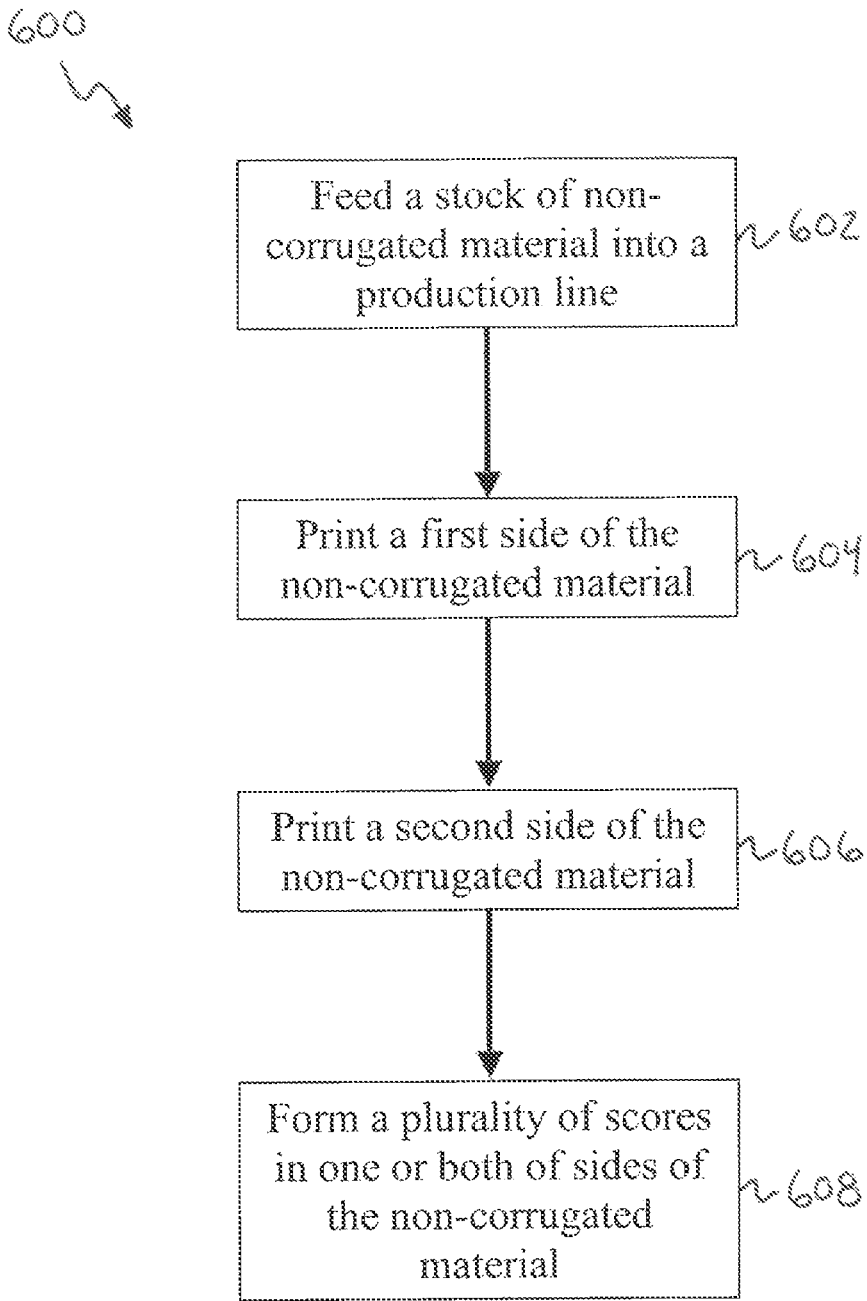 600
Feed a stock of non-
corrugated material into a
production line
602
Print a first side of the
non-corrugated material
604
Print a second side of the
non-corrugated material
606
Form a plurality of scores
in one or both of sides of
the non-corrugated
material
608